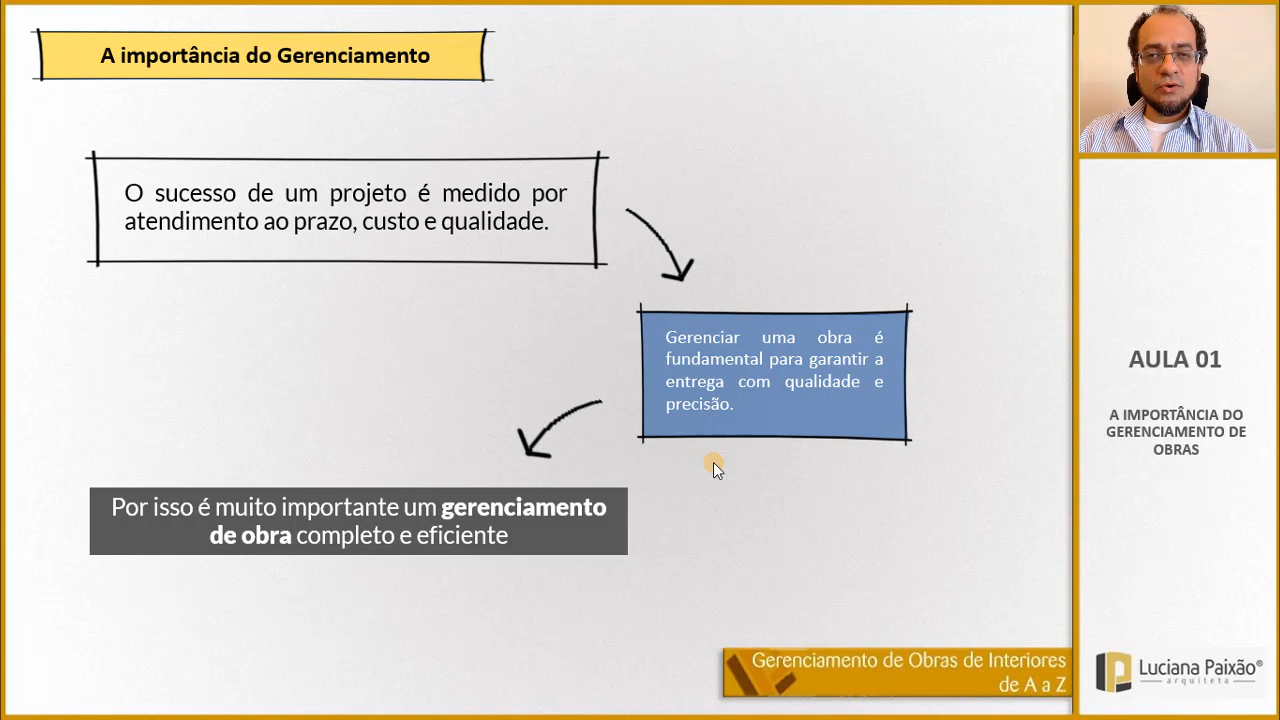 A importância do Gerenciamento
O sucesso de um projeto é medido por
atendimento ao prazo, custo e qualidade.
Gerenciar uma obra é
fundamental para garantir a
entrega com qualidade e
precisão.
Por isso é muito importante um gerenciamento
de obra completo e eficiente
Gerenciamento de Obras de Interiores
de A a Z
AULA 01
A IMPORTÂNCIA DO
GERENCIAMENTO DE
OBRAS
Luciana Paixão®
arquiteta